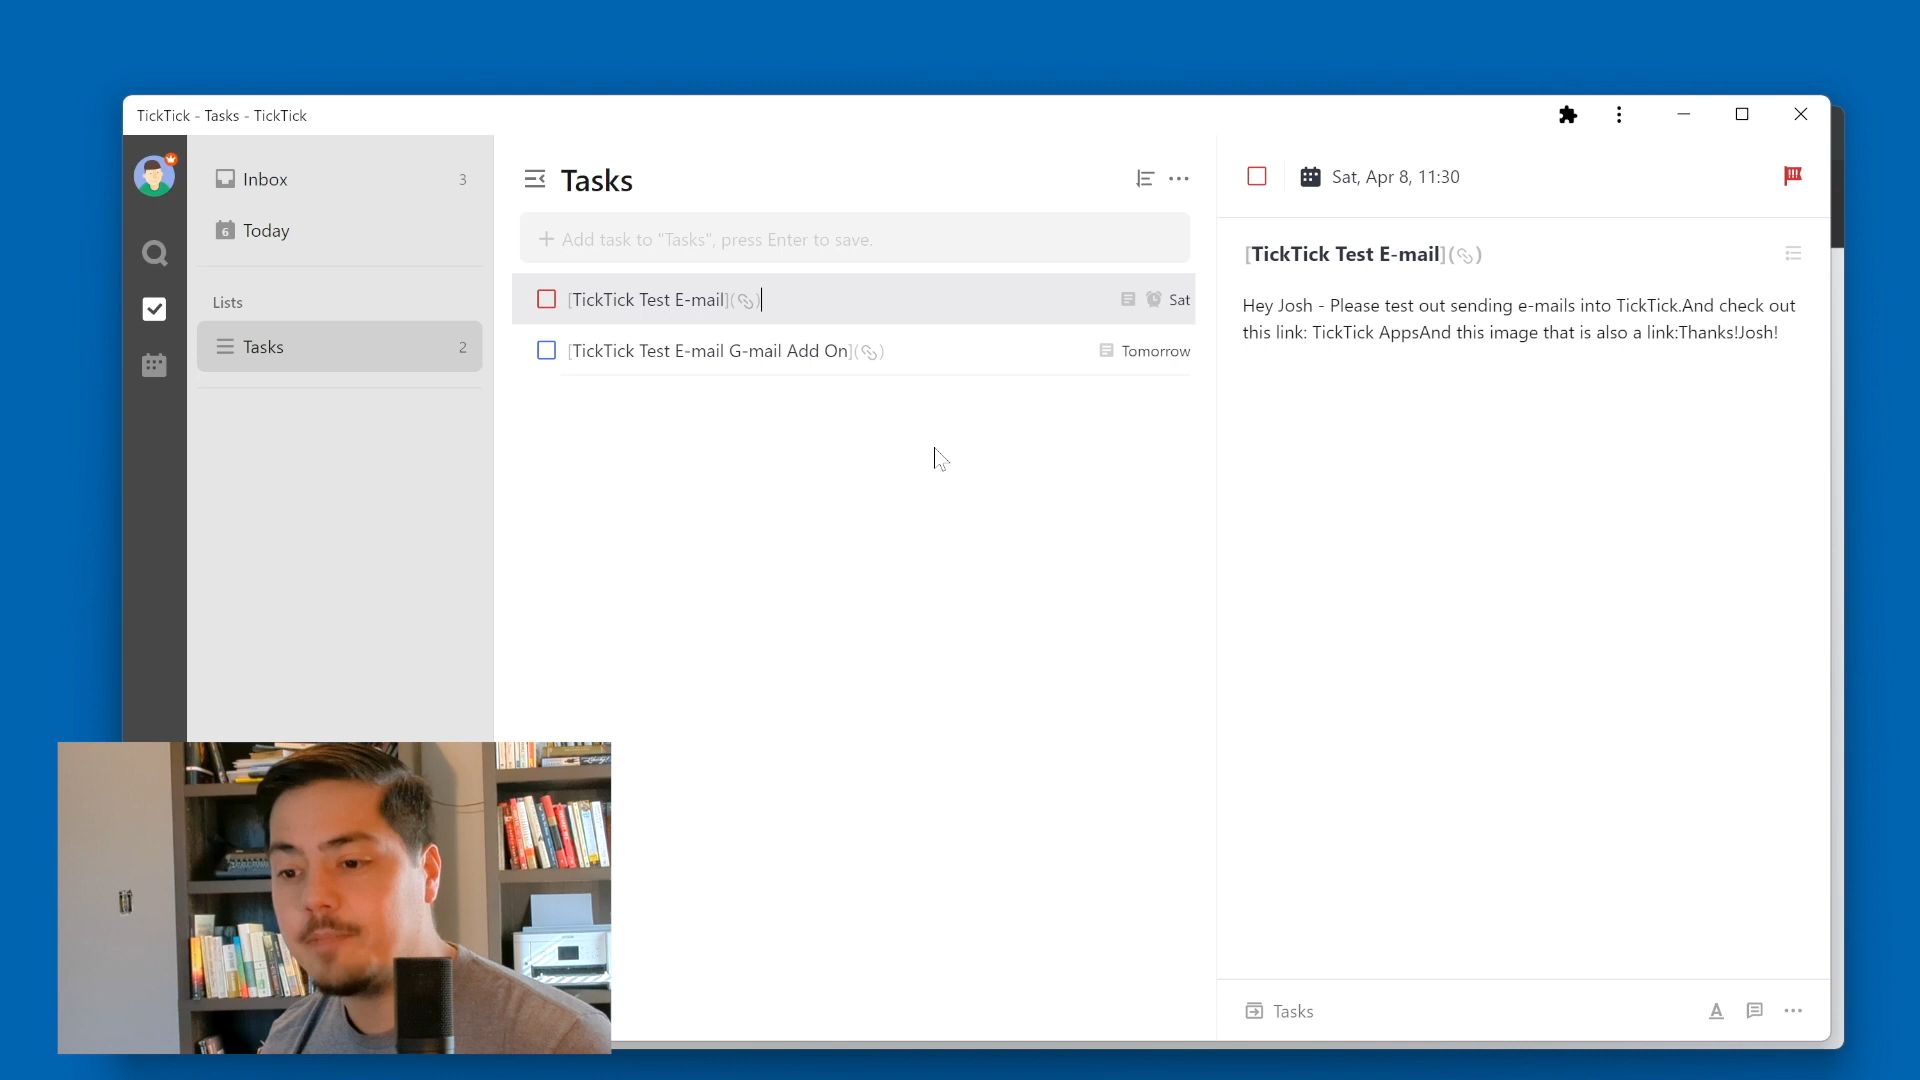 TickTick - Tasks - TickTick
Inbox 3
6 Today
Lists
Tasks 2
Tasks
+ Add task to "Tasks", press Enter to save.
[TickTick Test E-mail]( ) Sat
[TickTick Test E-mail G-mail Add On]( ) Tomorrow
Sat, Apr 8, 11:30
[TickTick Test E-mail]( )
Hey Josh - Please test out sending e-mails into TickTick.And check out
this link: TickTick AppsAnd this image that is also a link:Thanks!Josh!
Tasks
A